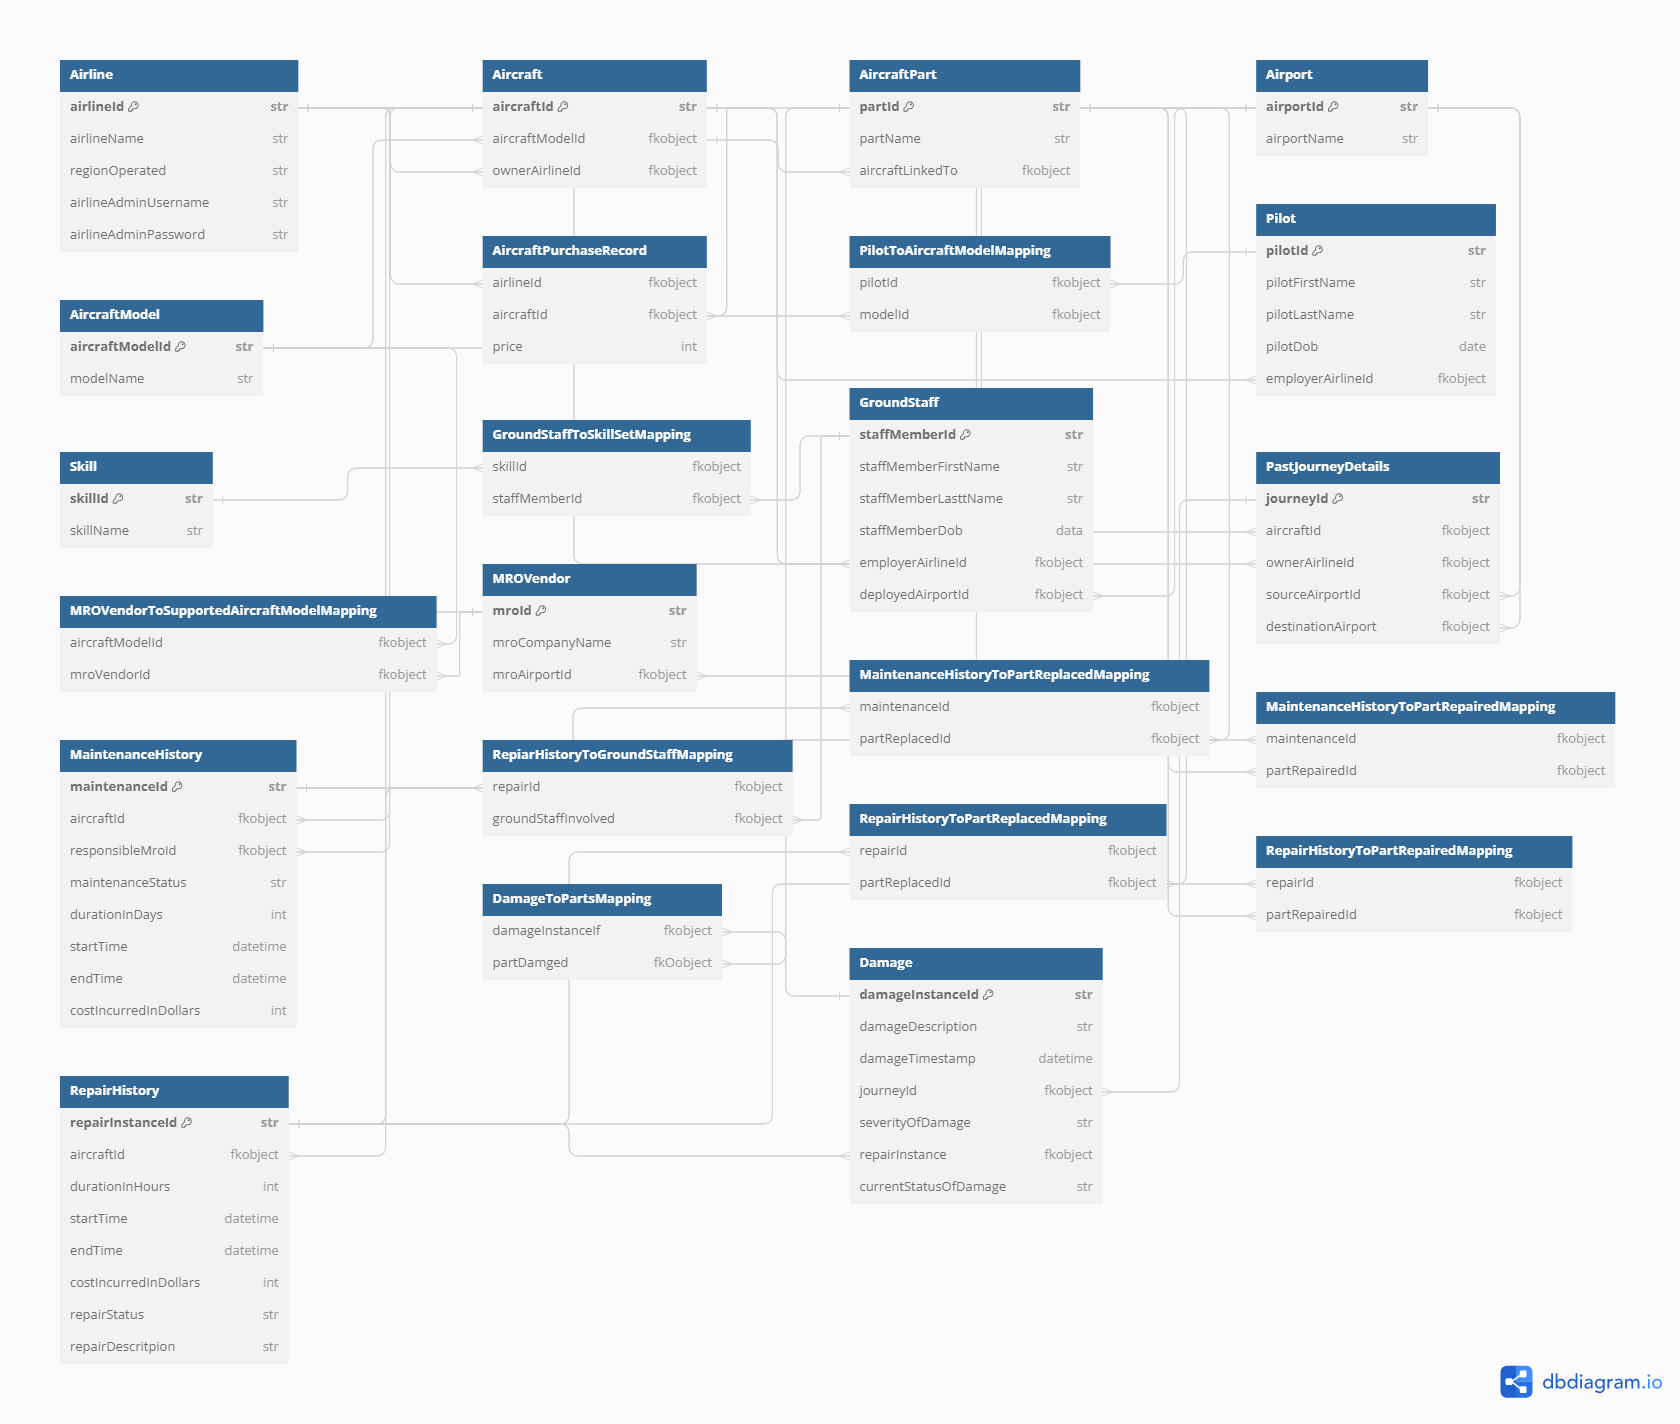 Airline
airlineId str
airlineName str
regionOperated str
airlineAdminUsername str
airlineAdminPassword str
AircraftModel
aircraftModelId str
modelName str
Skill
skillId str
skillName str
MROVendorToSupportedAircraftModelMapping
aircraftModelId fkobject
mroVendorId fkobject
MaintenanceHistory
maintenanceId str
aircraftId fkobject
responsibleMroId fkobject
maintenanceStatus str
durationInDays int
startTime datetime
endTime datetime
costIncurredInDollars int
RepairHistory
repairInstanceId str
aircraftId fkobject
durationInHours int
startTime datetime
endTime datetime
costIncurredInDollars int
repairStatus str
repairDescritpion str
Aircraft
aircraftId str
aircraftModelId fkobject
ownerAirlineId fkobject
AircraftPurchaseRecord
airlineId fkobject
aircraftId fkobject
price int
GroundStaffToSkillSetMapping
skillId fkobject
staffMemberId fkobject
MROVendor
mroId str
mroCompanyName str
mroAirportId fkobject
RepiarHistoryToGroundStaffMapping
repairId fkobject
groundStaffInvolved fkobject
DamageToPartsMapping
damageInstanceIf fkobject
partDamged fkOobject
AircraftPart
partId str
partName str
aircraftLinkedTo fkobject
PilotToAircraftModelMapping
pilotId fkobject
modelId fkobject
GroundStaff
staffMemberId str
staffMemberFirstName str
staffMemberLasttName str
staffMemberDob data
employerAirlineId fkobject
deployedAirportId fkobject
MaintenanceHistoryToPartReplacedMapping
maintenanceId fkobject
partReplacedId fkobject
RepairHistoryToPartReplacedMapping
repairId fkobject
partReplacedId fkobject
Damage
damageInstanceId str
damageDescription str
damageTimestamp datetime
journeyId fkobject
severityOfDamage str
repairInstance fkobject
currentStatusOfDamage str
Airport
airportId str
airportName str
Pilot
pilotId str
pilotFirstName str
pilotLastName str
pilotDob date
employerAirlineId fkobject
PastJourneyDetails
journeyId str
aircraftId fkobject
ownerAirlineId fkobject
sourceAirportId fkobject
destinationAirport fkobject
MaintenanceHistoryToPartRepairedMapping
maintenanceId fkobject
partRepairedId fkobject
RepairHistoryToPartRepairedMapping
repairId fkobject
partRepairedId fkobject
dbdiagram.io